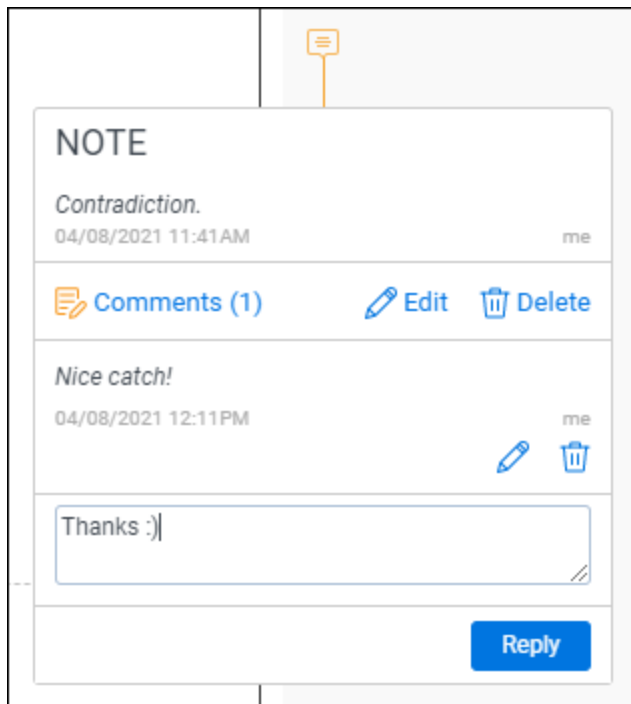 NOTE
Contradiction.
04/08/2021 11:41AM me
Comments (1) Edit Delete
Nice catch!
04/08/2021 12:11PM me
Thanks :)
Reply